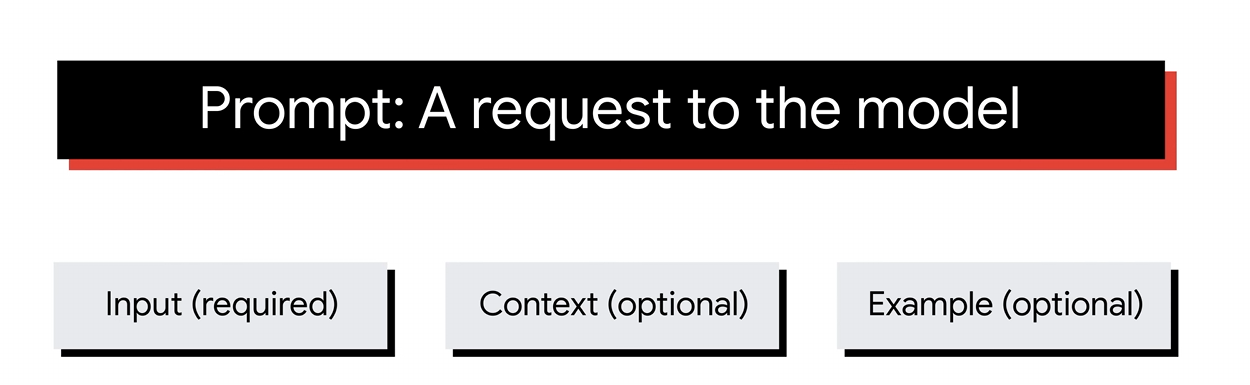 Prompt: A request to the model
Input (required)
Context (optional)
Example (optional)